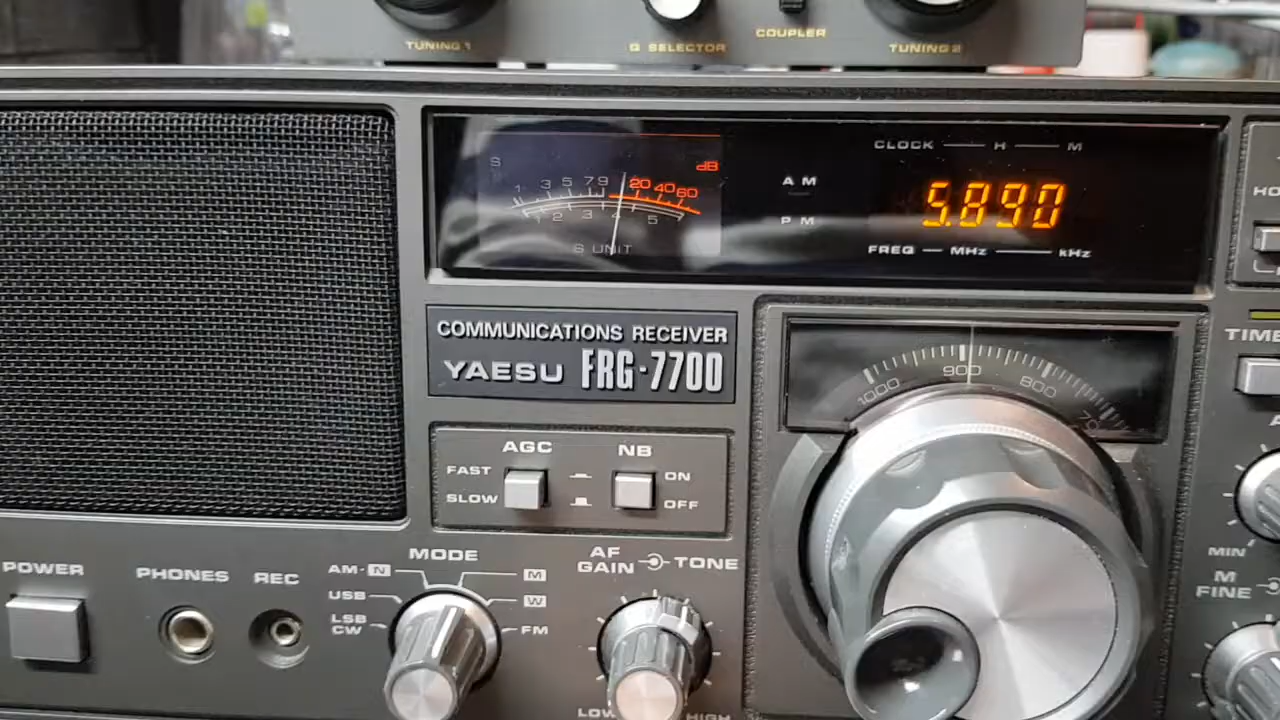 TUNING 1
Q SELECTOR
COUPLER
TUNING 2
S
dB
1 3 5 7 9 20 40 60
2 3 4 5
S UNIT
AM
PM
CLOCK H M
5.890
FREQ MHz kHz
COMMUNICATIONS RECEIVER
YAESU FRG-7700
1000 900 800
TIME
AGC NB
FAST ON
SLOW OFF
POWER
PHONES
REC
MODE
AM-N M
USB W
LSB
CW
FM
AF
GAIN TONE
LOW HIGH
MIN
M
FINE